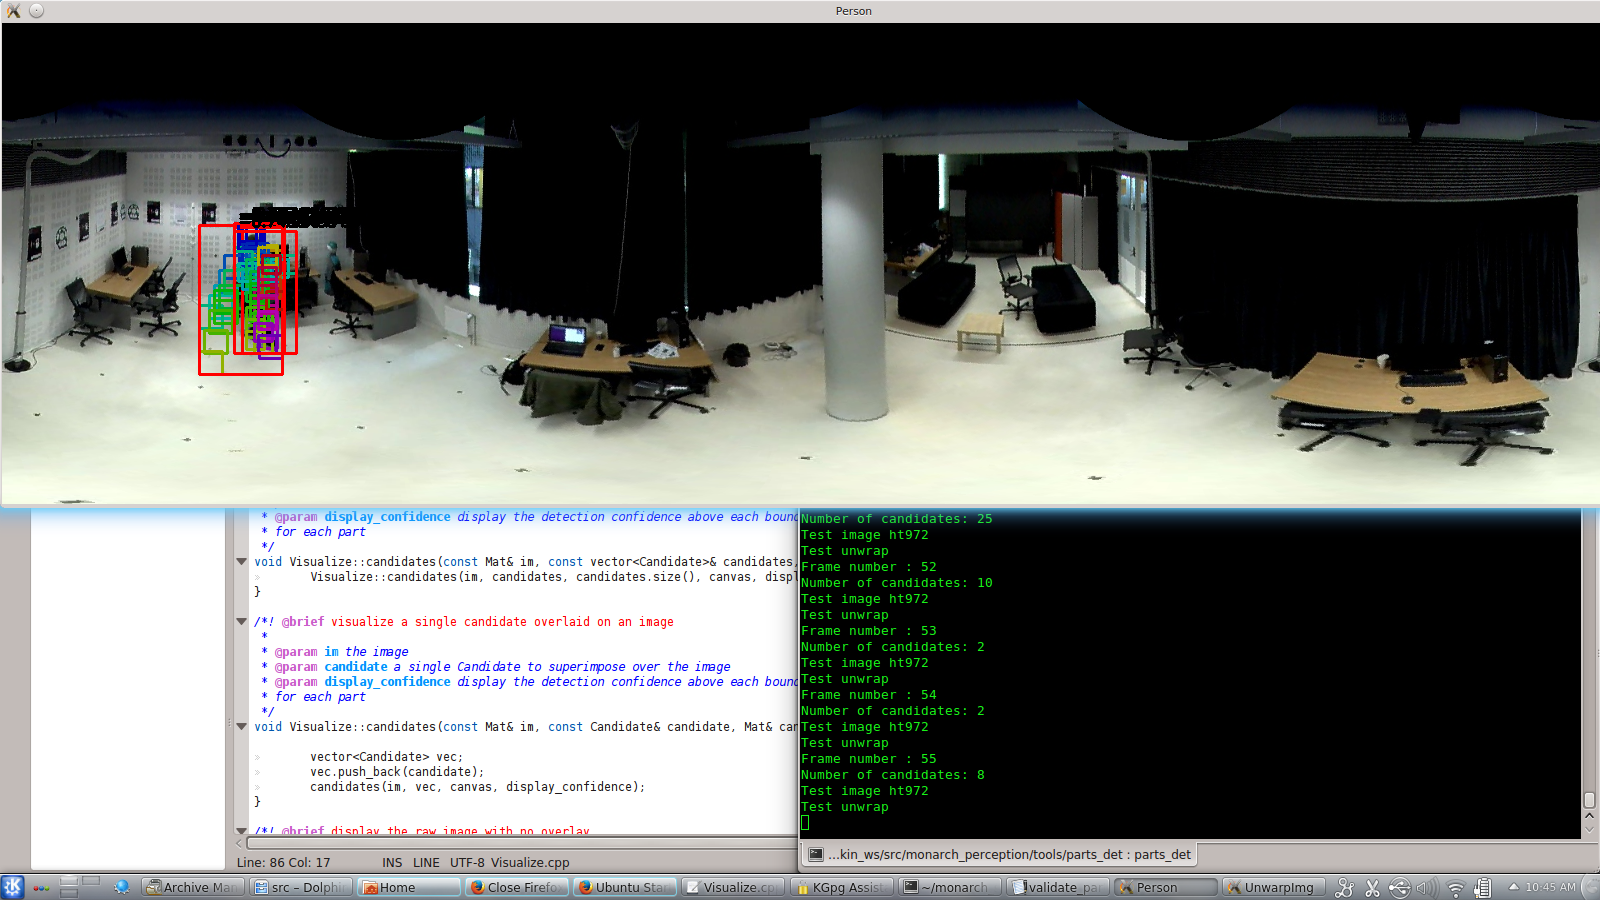 Person
* @param display_confidence display the detection confidence above each bound
* for each part
*/
void Visualize::candidates(const Mat& im, const vector<Candidate>& candidates,
Visualize::candidates(im, candidates, candidates.size(), canvas, displ
}
/*! @brief visualize a single candidate overlaid on an image
*
* @param im the image
* @param candidate a single Candidate to superimpose over the image
* @param display_confidence display the detection confidence above each bound
* for each part
*/
void Visualize::candidates(const Mat& im, const Candidate& candidate, Mat& can
vector<Candidate> vec;
vec.push_back(candidate);
candidates(im, vec, canvas, display_confidence);
}
/*! @brief display the raw image with no overlay
Line: 86 Col: 17 INS LINE UTF-8 Visualize.cpp
Number of candidates: 25
Test image ht972
Test unwrap
Frame number : 52
Number of candidates: 10
Test image ht972
Test unwrap
Frame number : 53
Number of candidates: 2
Test image ht972
Test unwrap
Frame number : 54
Number of candidates: 2
Test image ht972
Test unwrap
Frame number : 55
Number of candidates: 8
Test image ht972
Test unwrap
...kin_ws/src/monarch_perception/tools/parts_det : parts_det
Archive Man src – Dolphin Home Close Firefo Ubuntu Star Visualize.cp KGpg Assist ~/monarch validate_par Person UnwarpImg 10:45 AM